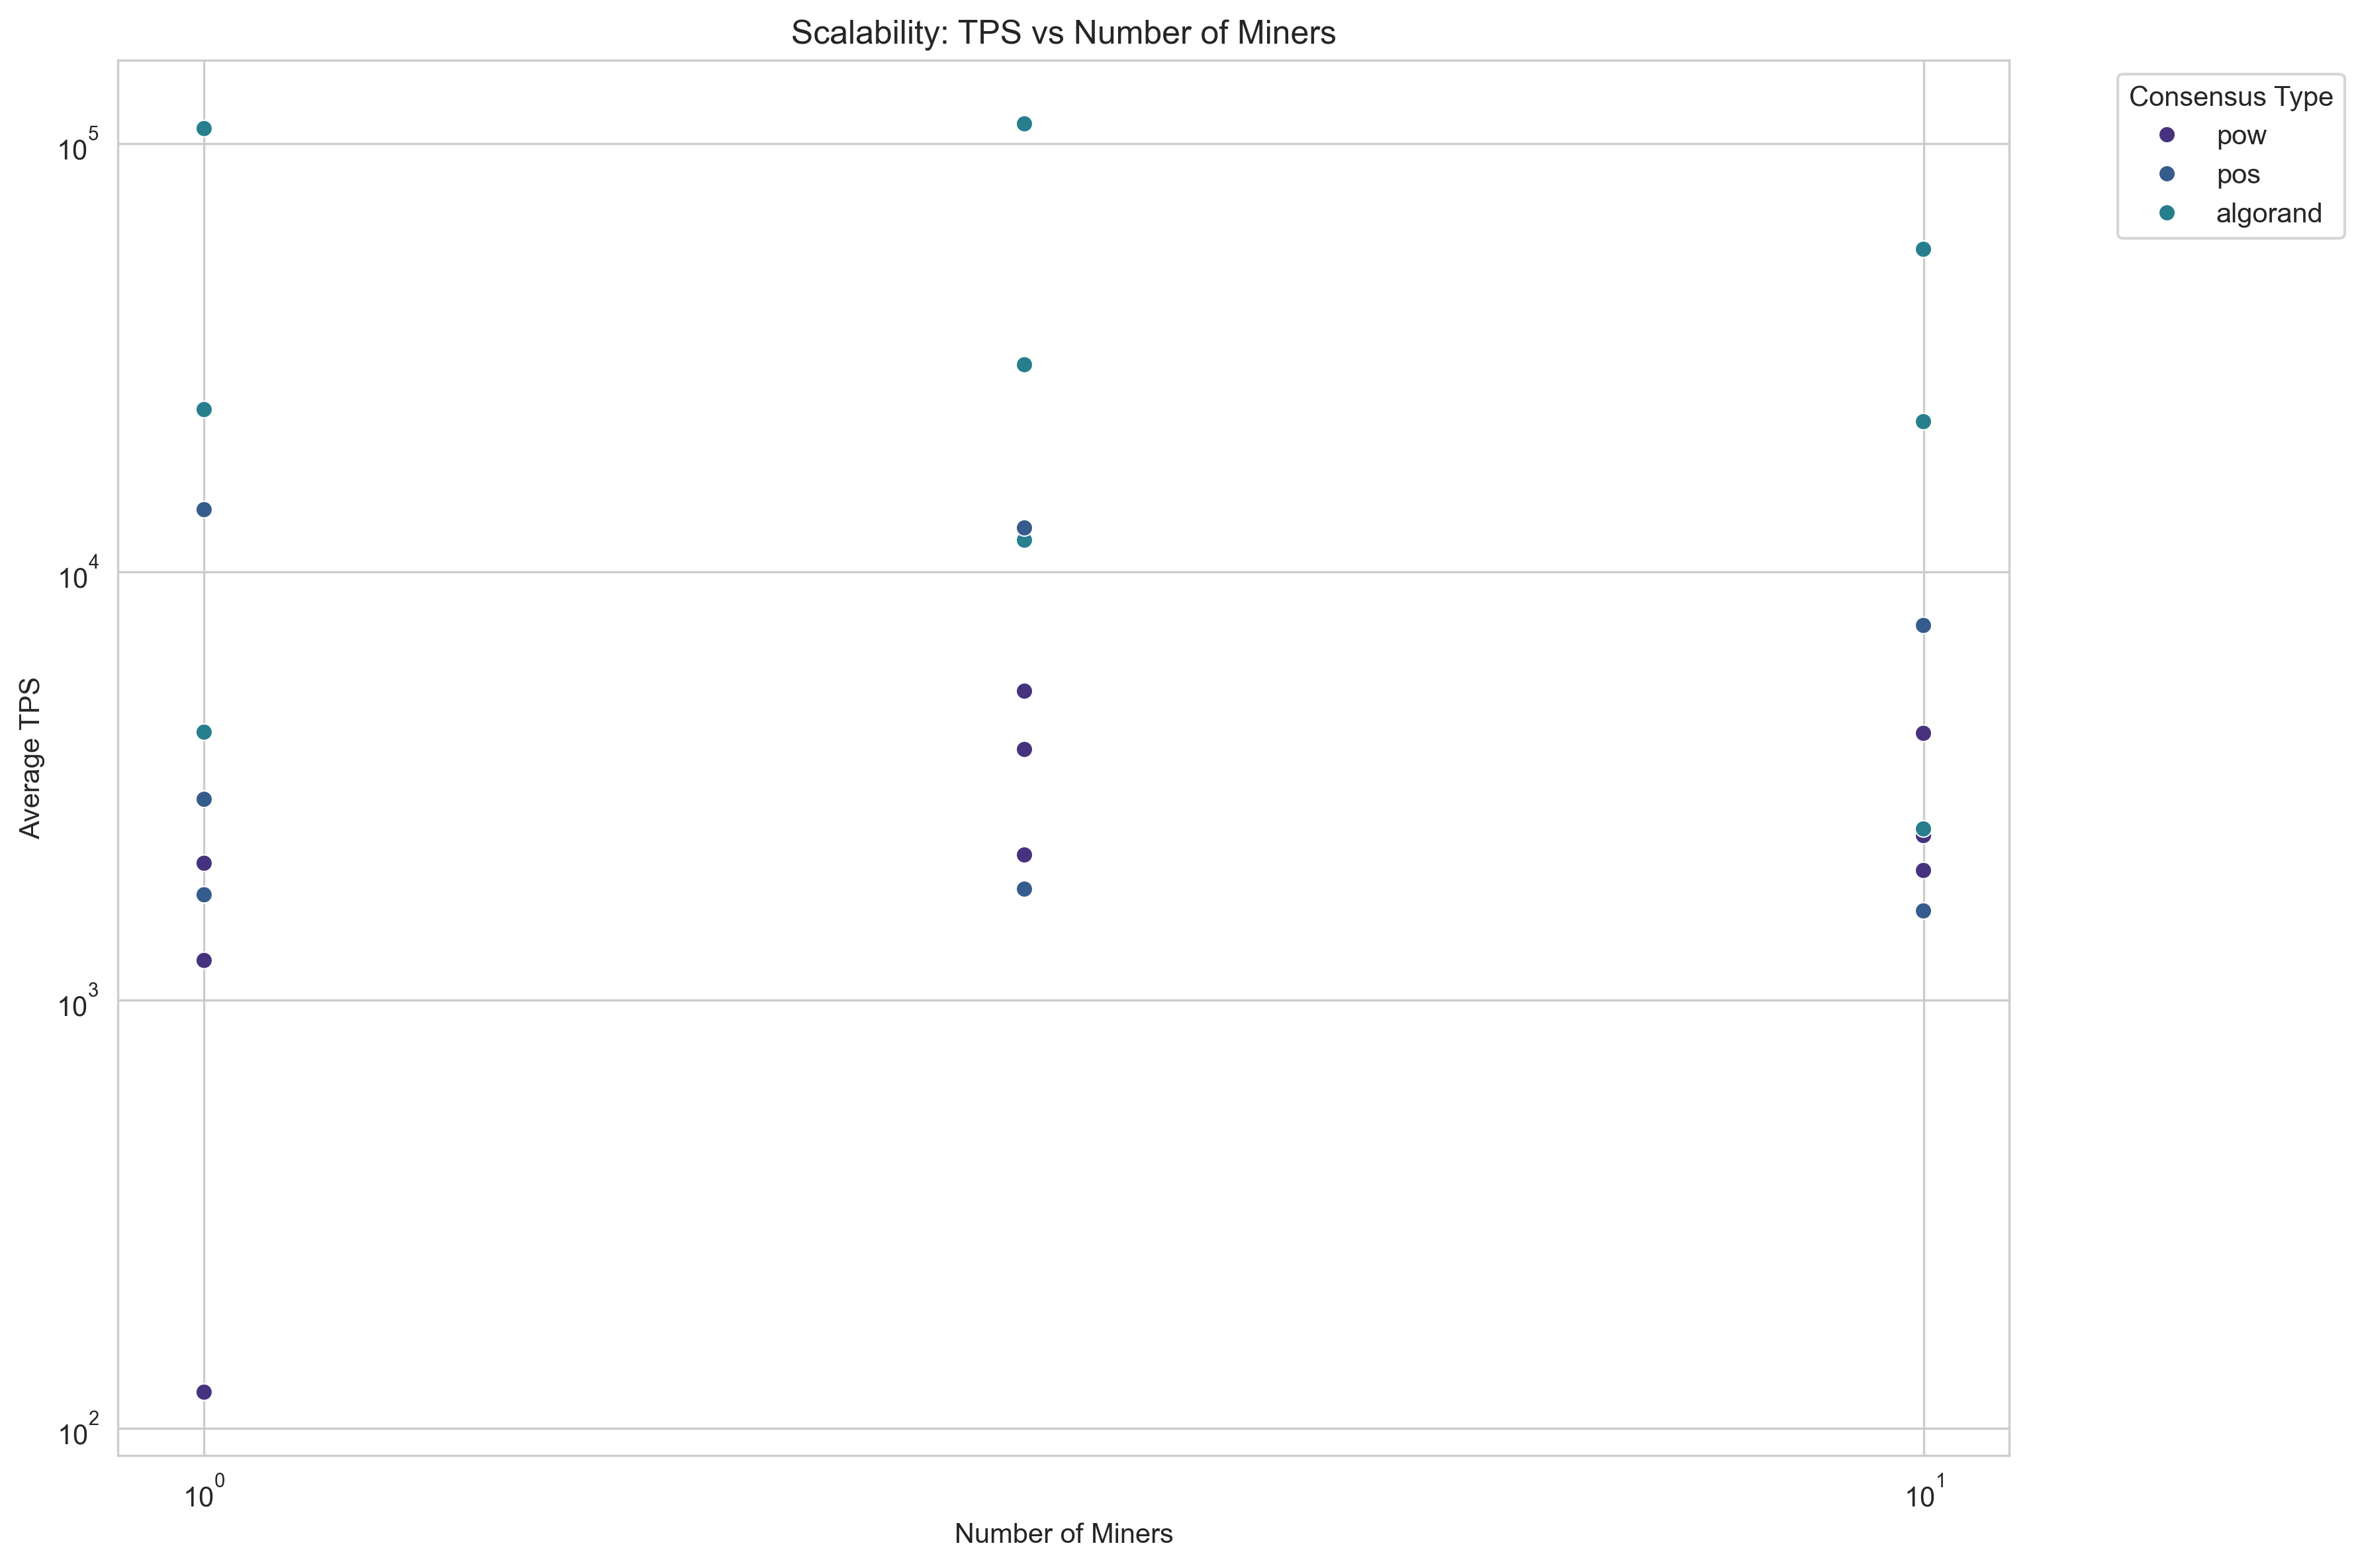 Scalability: TPS vs Number of Miners
Consensus Type
pow
pos
algorand
Average TPS
10^5
10^4
10^3
10^2
10^0
10^1
Number of Miners